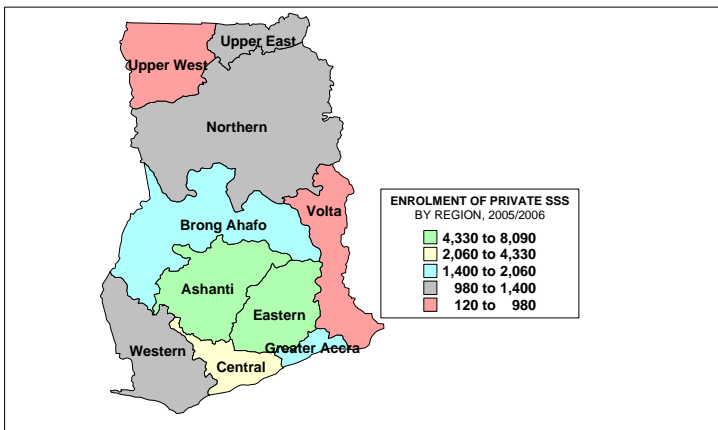 Upper East
Upper West
Northern
Volta
Brong Ahafo
Ashanti
Eastern
Greater Accra
Western
Central
ENROLMENT OF PRIVATE SSS
BY REGION, 2005/2006
4,330 to 8,090
2,060 to 4,330
1,400 to 2,060
980 to 1,400
120 to 980